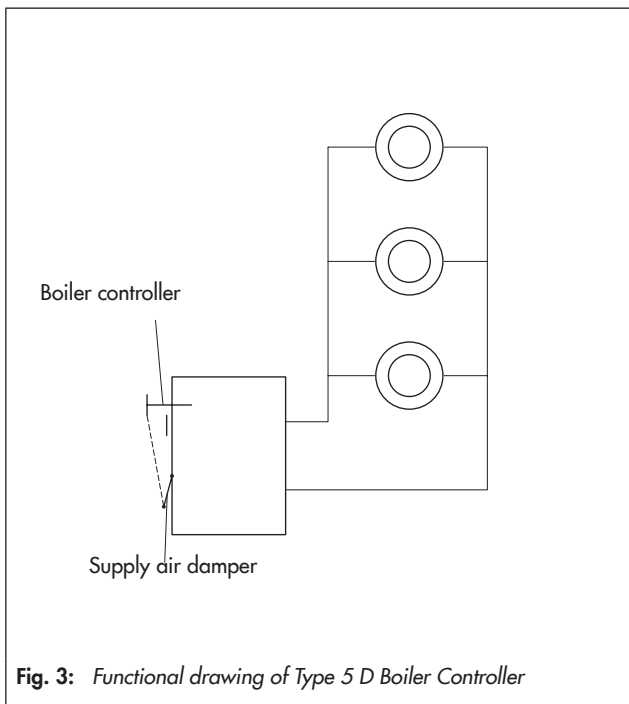 Boiler controller
Supply air damper
Fig. 3: Functional drawing of Type 5 D Boiler Controller